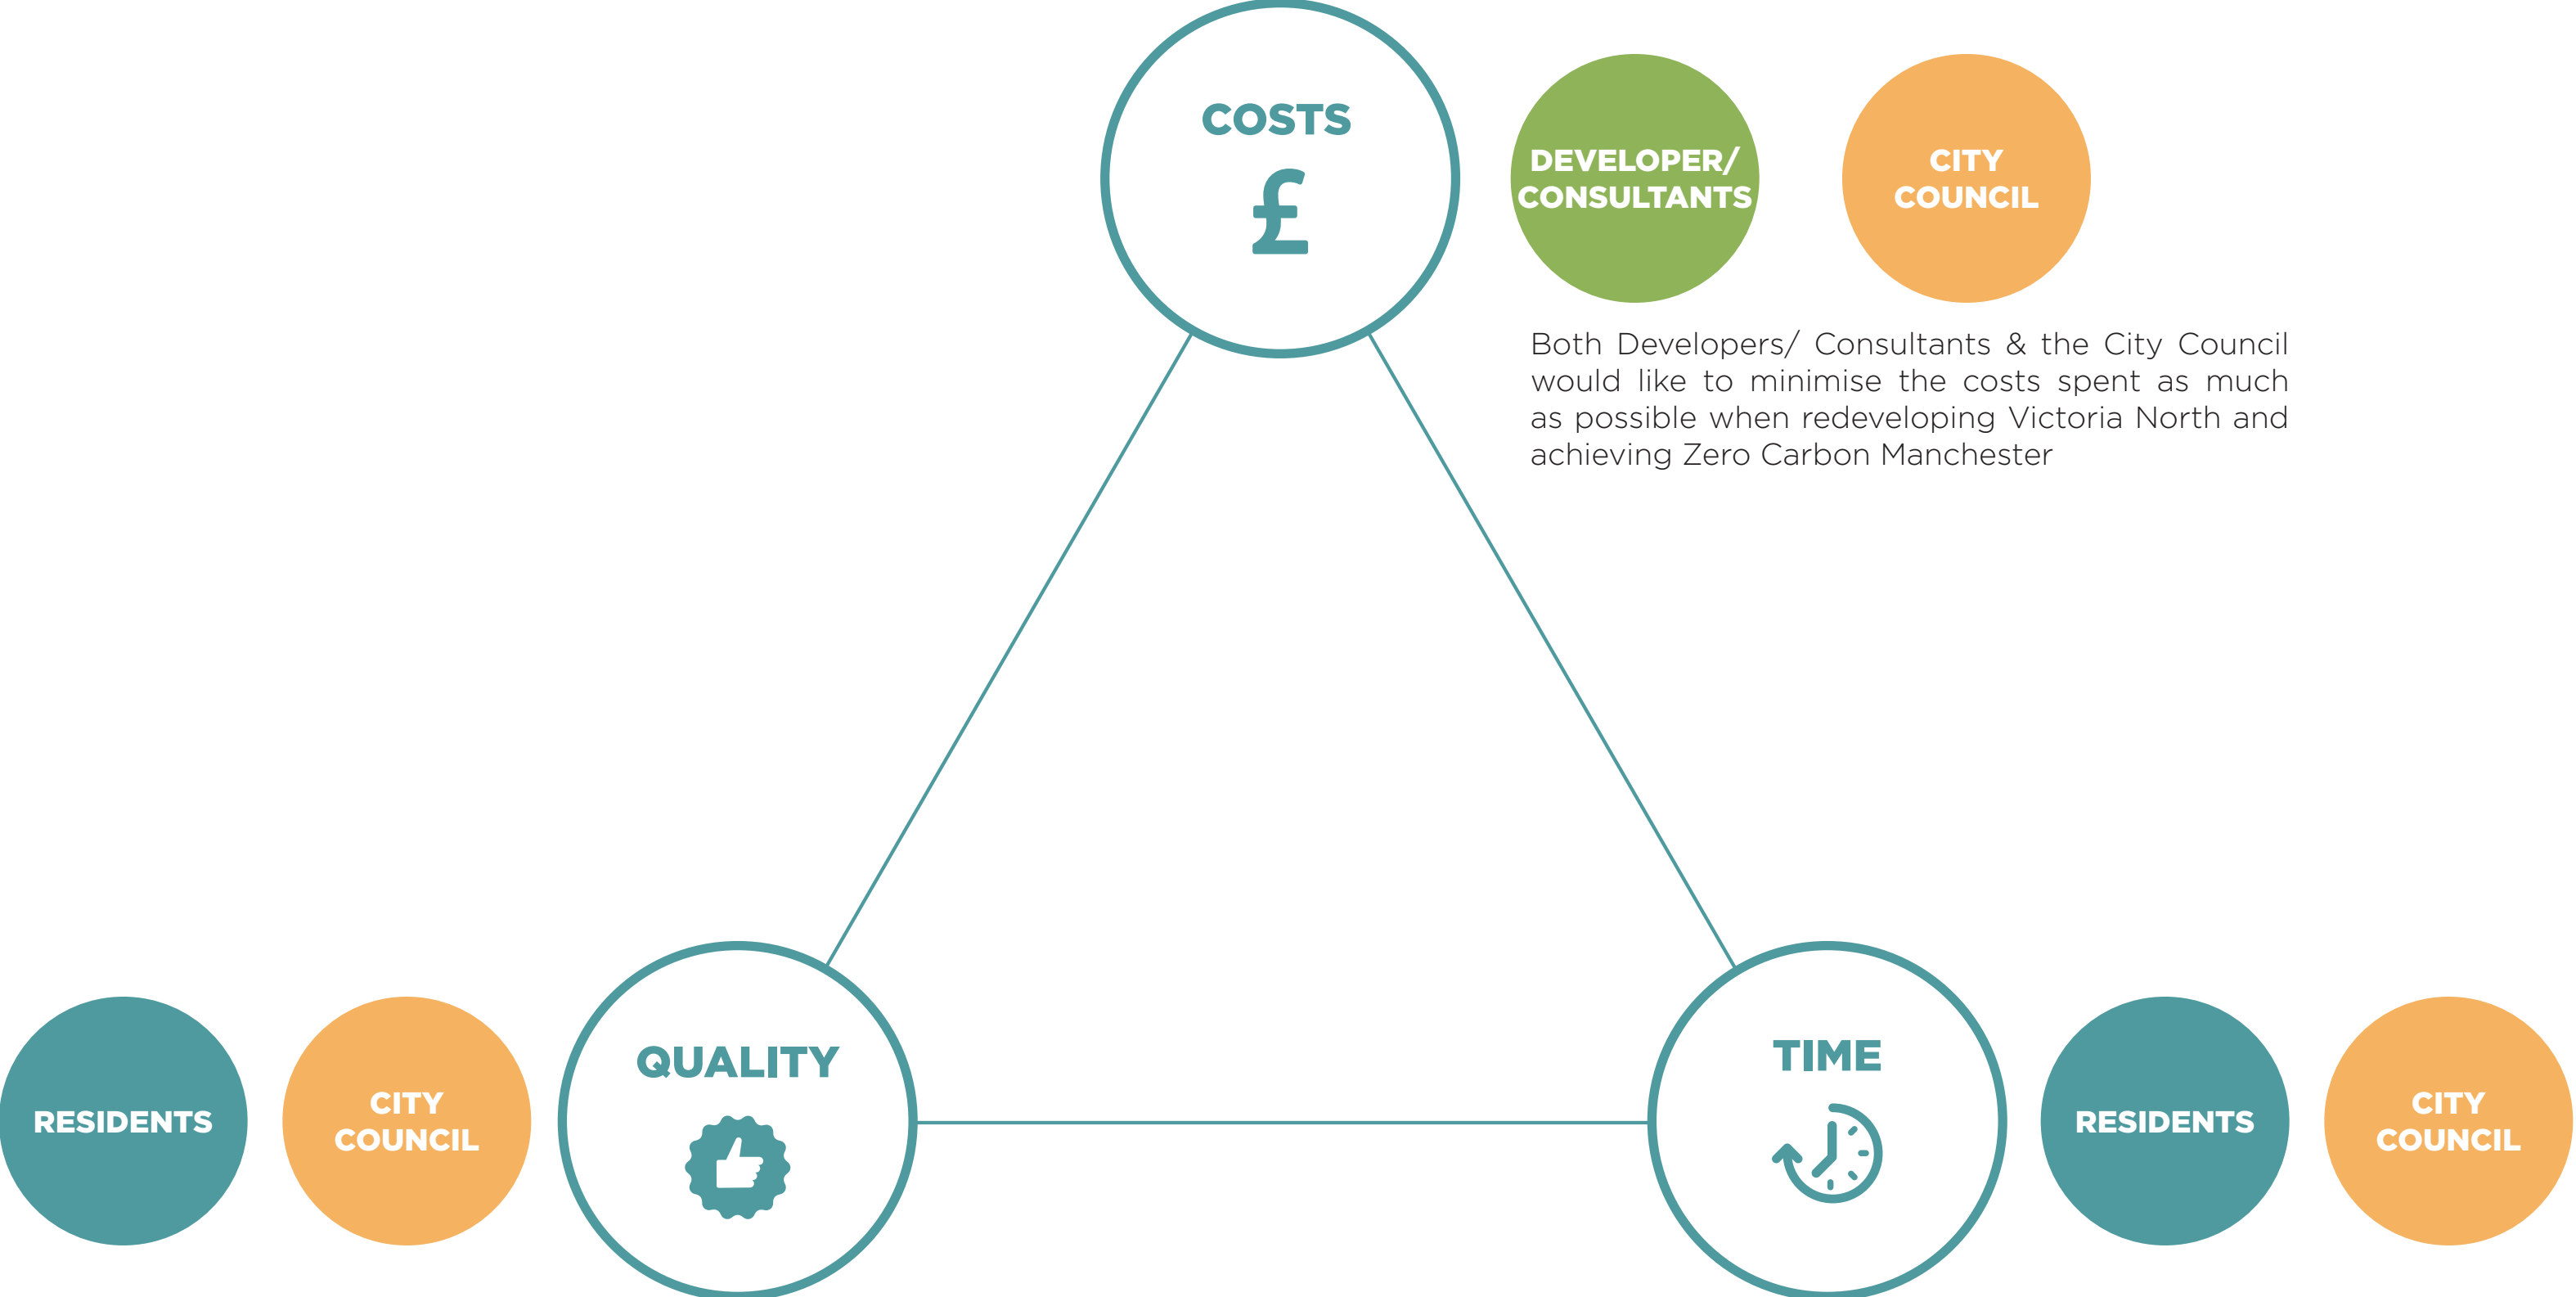 COSTS
£
DEVELOPER/
CONSULTANTS
CITY
COUNCIL
Both Developers/ Consultants & the City Council
would like to minimise the costs spent as much
as possible when redeveloping Victoria North and
achieving Zero Carbon Manchester
RESIDENTS
CITY
COUNCIL
QUALITY
TIME
RESIDENTS
CITY
COUNCIL